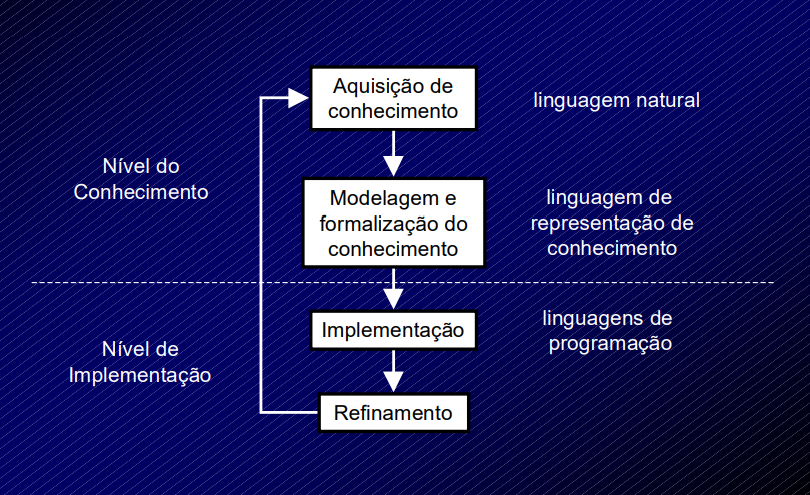 Aquisição de
conhecimento
linguagem natural
Nível do
Conhecimento
Modelagem e
formalização do
conhecimento
linguagem de
representação de
conhecimento
Implementação
linguagens de
programação
Nível de
Implementação
Refinamento